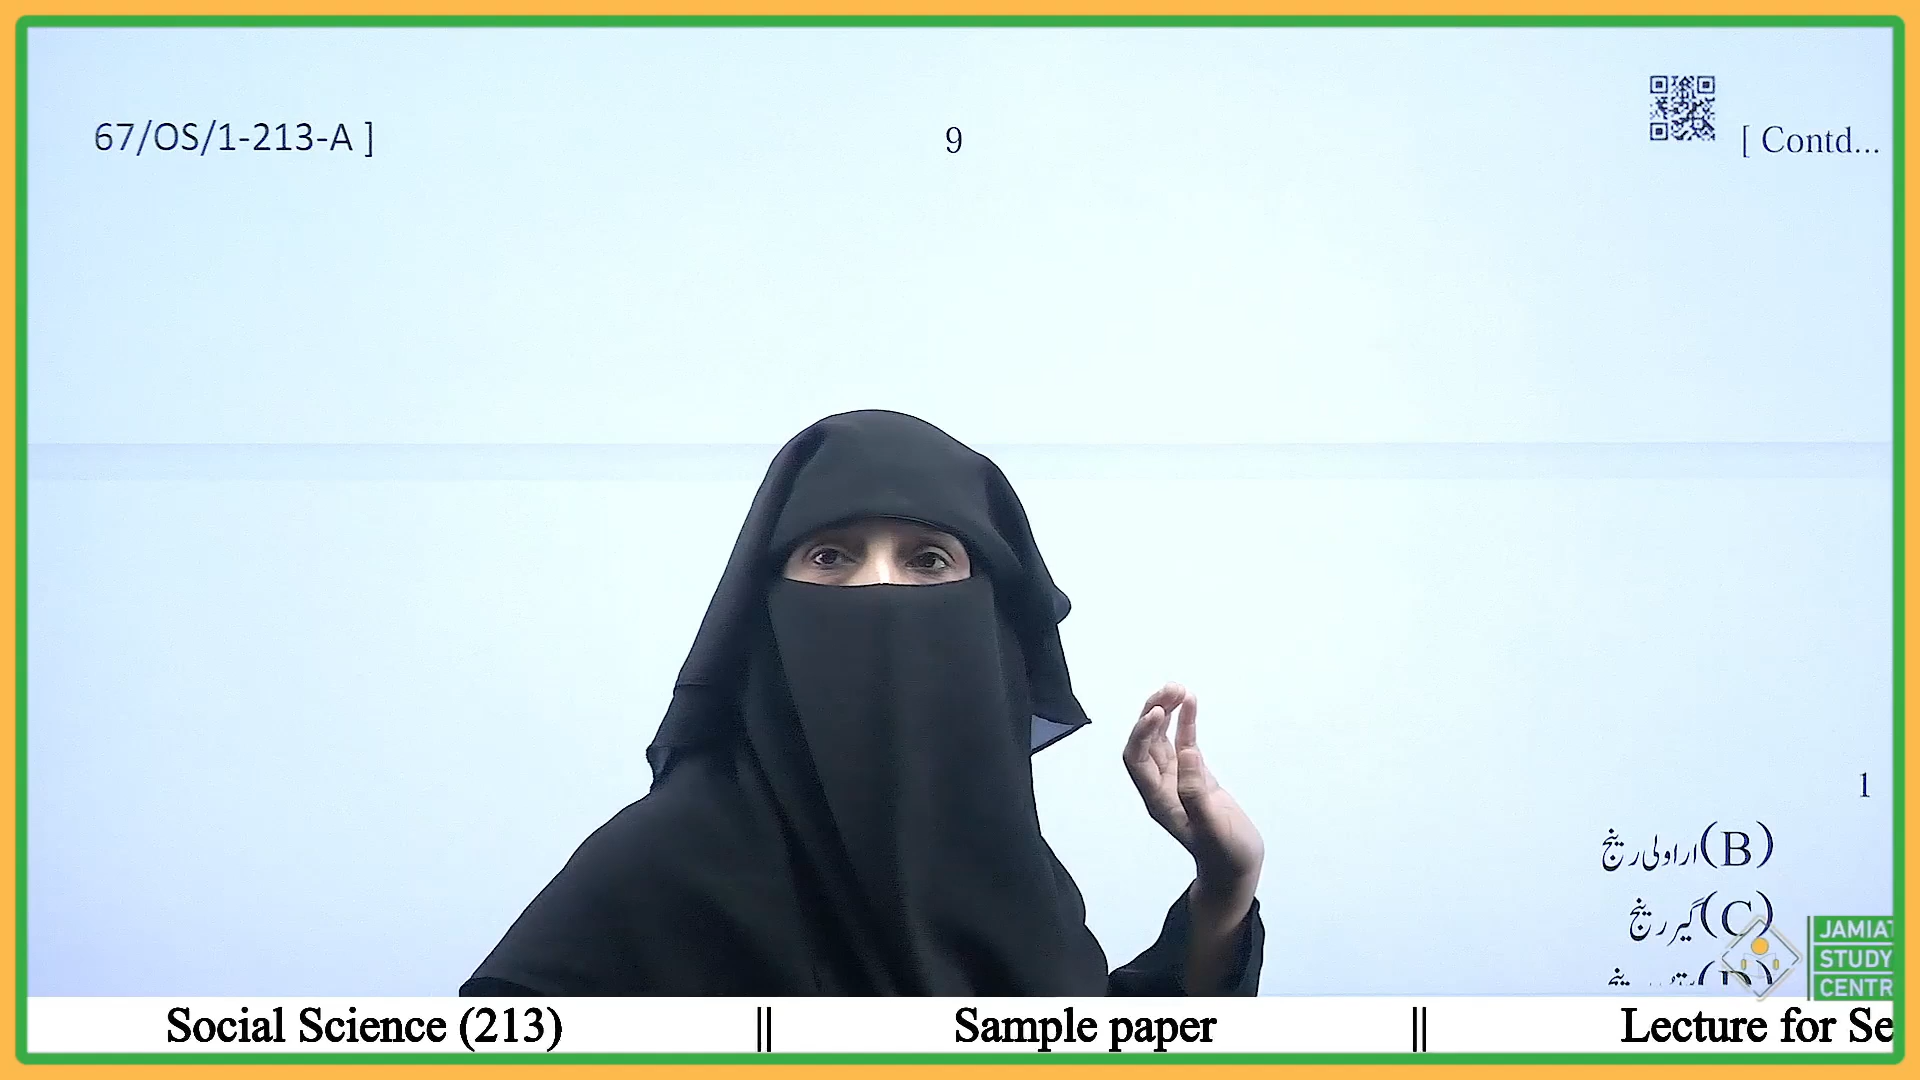 67/OS/1-213-A ] 9 [ Contd...
1
(B) اراولی رینج
(C) گیر رینج
(D)
JAMIAT
STUDY
CENTR
Social Science (213) || Sample paper || Lecture for Se